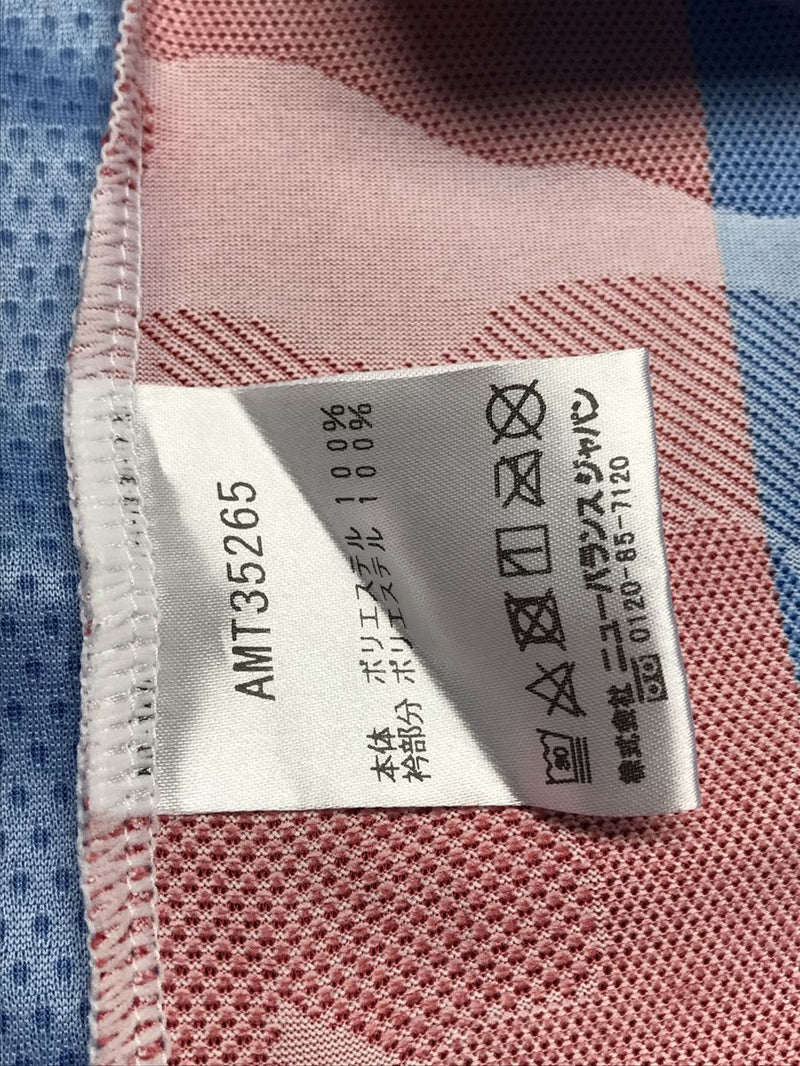 AMT35265
本体 ポリエステル 100%
衿部分 ポリエステル 100%
30
株式会社 ニューバランスジャパン
0120-85-7120